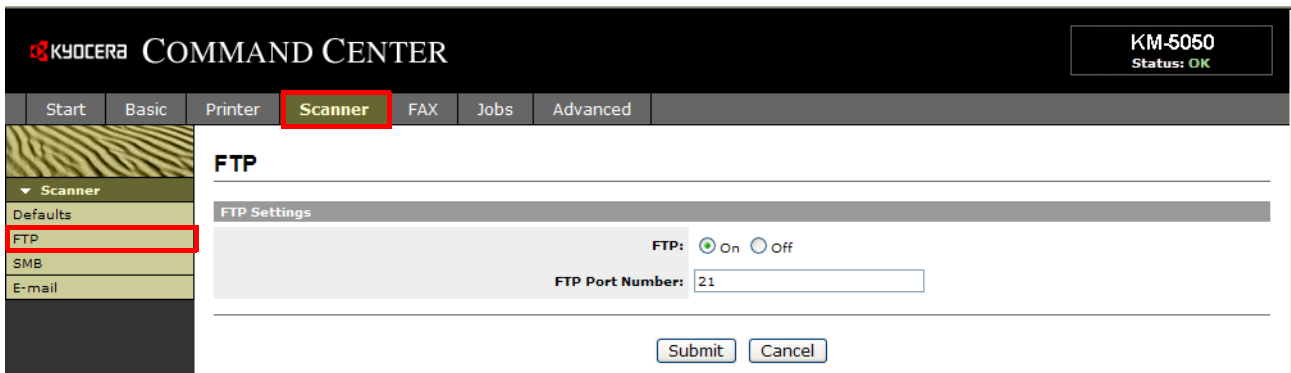 KYOCERA COMMAND CENTER
KM-5050
Status: OK
Start Basic Printer Scanner FAX Jobs Advanced
FTP
Scanner
Defaults
FTP
SMB
E-mail
FTP Settings
FTP: On Off
FTP Port Number: 21
Submit Cancel